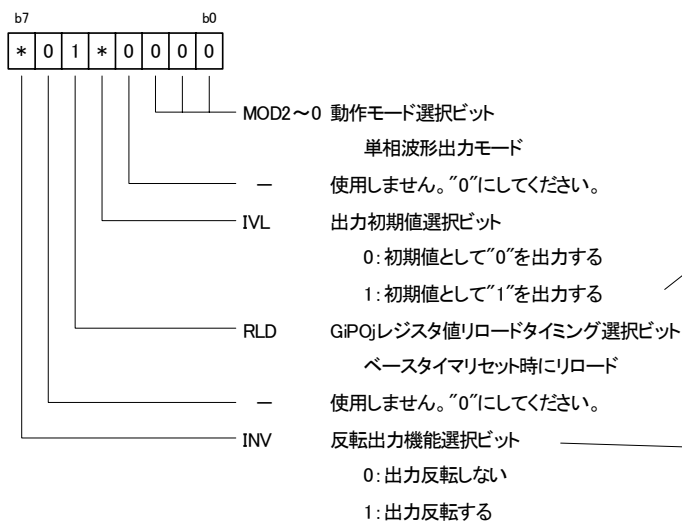 b7 b0
* 0 1 * 0 0 0 0
MOD2～0 動作モード選択ビット
単相波形出力モード
― 使用しません。"0"にしてください。
IVL 出力初期値選択ビット
0:初期値として"0"を出力する
1:初期値として"1"を出力する
RLD GiPOjレジスタ値リロードタイミング選択ビット
ベースタイマリセット時にリロード
― 使用しません。"0"にしてください。
INV 反転出力機能選択ビット
0:出力反転しない
1:出力反転する